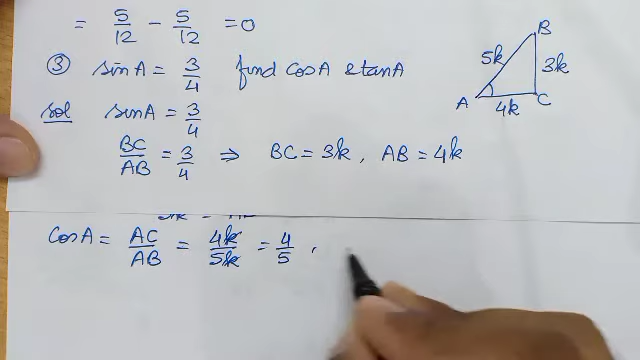 = 5/12 - 5/12 = 0
③ sinA = 3/4 find cosA & tanA
sol sinA = 3/4
BC/AB = 3/4 ⇒ BC = 3k, AB = 4k
B
5k 3k
A 4k C
CosA = AC/AB = 4k/5k = 4/5 ,